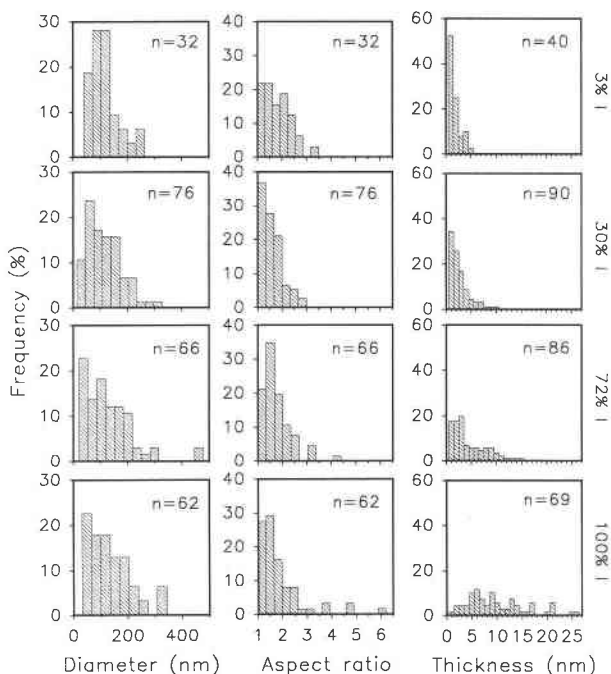 30
20
10
0
n=32
40
30
20
10
0
n=32
60
40
20
0
n=40
3% I
30
20
10
0
n=76
40
30
20
10
0
n=76
60
40
20
0
n=90
30% I
Frequency (%)
30
20
10
0
n=66
40
30
20
10
0
n=66
60
40
20
0
n=86
72% I
30
20
10
0
n=62
40
30
20
10
0
n=62
60
40
20
0
n=69
100% I
0 200 400
1 2 3 4 5 6
0 5 10 15 20 25
Diameter (nm)
Aspect ratio
Thickness (nm)